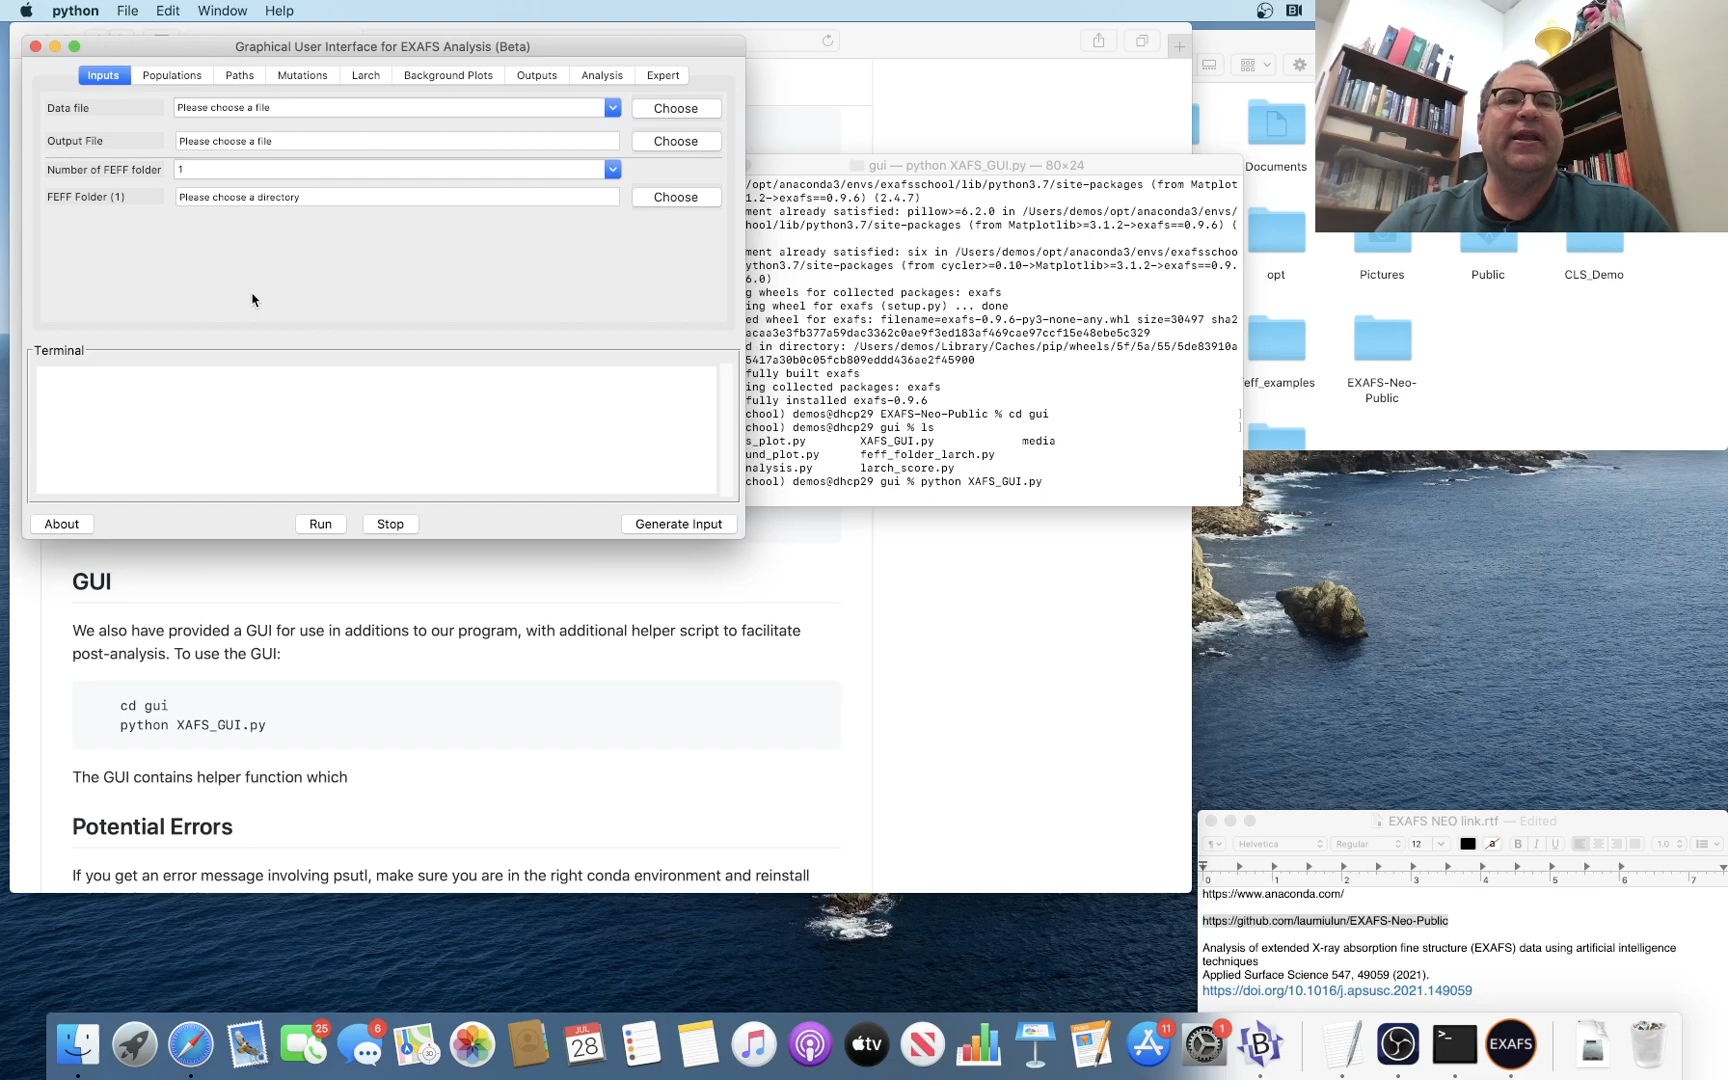 python File Edit Window Help
Graphical User Interface for EXAFS Analysis (Beta)
Inputs Populations Paths Mutations Larch Background Plots Outputs Analysis Expert
Data file Please choose a file Choose
Output File Please choose a file Choose
Number of FEFF folder 1
FEFF Folder (1) Please choose a directory Choose
Terminal
About Run Stop Generate Input
gui — python XAFS_GUI.py — 80×24
/opt/anaconda3/envs/exafsschool/lib/python3.7/site-packages (from Matplot
1.2->exafs==0.9.6) (2.4.7)
ment already satisfied: pillow>=6.2.0 in /Users/demos/opt/anaconda3/envs/
hool/lib/python3.7/site-packages (from Matplotlib>=3.1.2->exafs==0.9.6) (
ment already satisfied: six in /Users/demos/opt/anaconda3/envs/exafsschoo
ython3.7/site-packages (from cycler>=0.10->Matplotlib>=3.1.2->exafs==0.9.
6.0)
g wheels for collected packages: exafs
ing wheel for exafs (setup.py) ... done
ed wheel for exafs: filename=exafs-0.9.6-py3-none-any.whl size=30497 sha2
acaa3e3fb377a59dac3362c0ae9f3ed183af469cae97ccf15e48ebe5c329
d in directory: /Users/demos/Library/Caches/pip/wheels/5f/5a/55/5de83910a
5417a30b0c05fcb809eddd436ae2f45900
fully built exafs
ing collected packages: exafs
fully installed exafs-0.9.6
chool) demos@dhcp29 EXAFS-Neo-Public % cd gui
chool) demos@dhcp29 gui % ls
s_plot.py XAFS_GUI.py media
und_plot.py feff_folder_larch.py
nalysis.py larch_score.py
chool) demos@dhcp29 gui % python XAFS_GUI.py
Documents
opt Pictures Public CLS_Demo
eff_examples EXAFS-Neo-
Public
GUI
We also have provided a GUI for use in additions to our program, with additional helper script to facilitate
post-analysis. To use the GUI:
cd gui
python XAFS_GUI.py
The GUI contains helper function which
Potential Errors
If you get an error message involving psutl, make sure you are in the right conda environment and reinstall
EXAFS NEO link.rtf — Edited
Helvetica Regular 12 a B I U 1.0
0 1 2 3 4 5 6 7
https://www.anaconda.com/
https://github.com/laumiulun/EXAFS-Neo-Public
Analysis of extended X-ray absorption fine structure (EXAFS) data using artificial intelligence
techniques
Applied Surface Science 547, 49059 (2021).
https://doi.org/10.1016/j.apsusc.2021.149059
25 6 JUL 28 tv 11 1 EXAFS